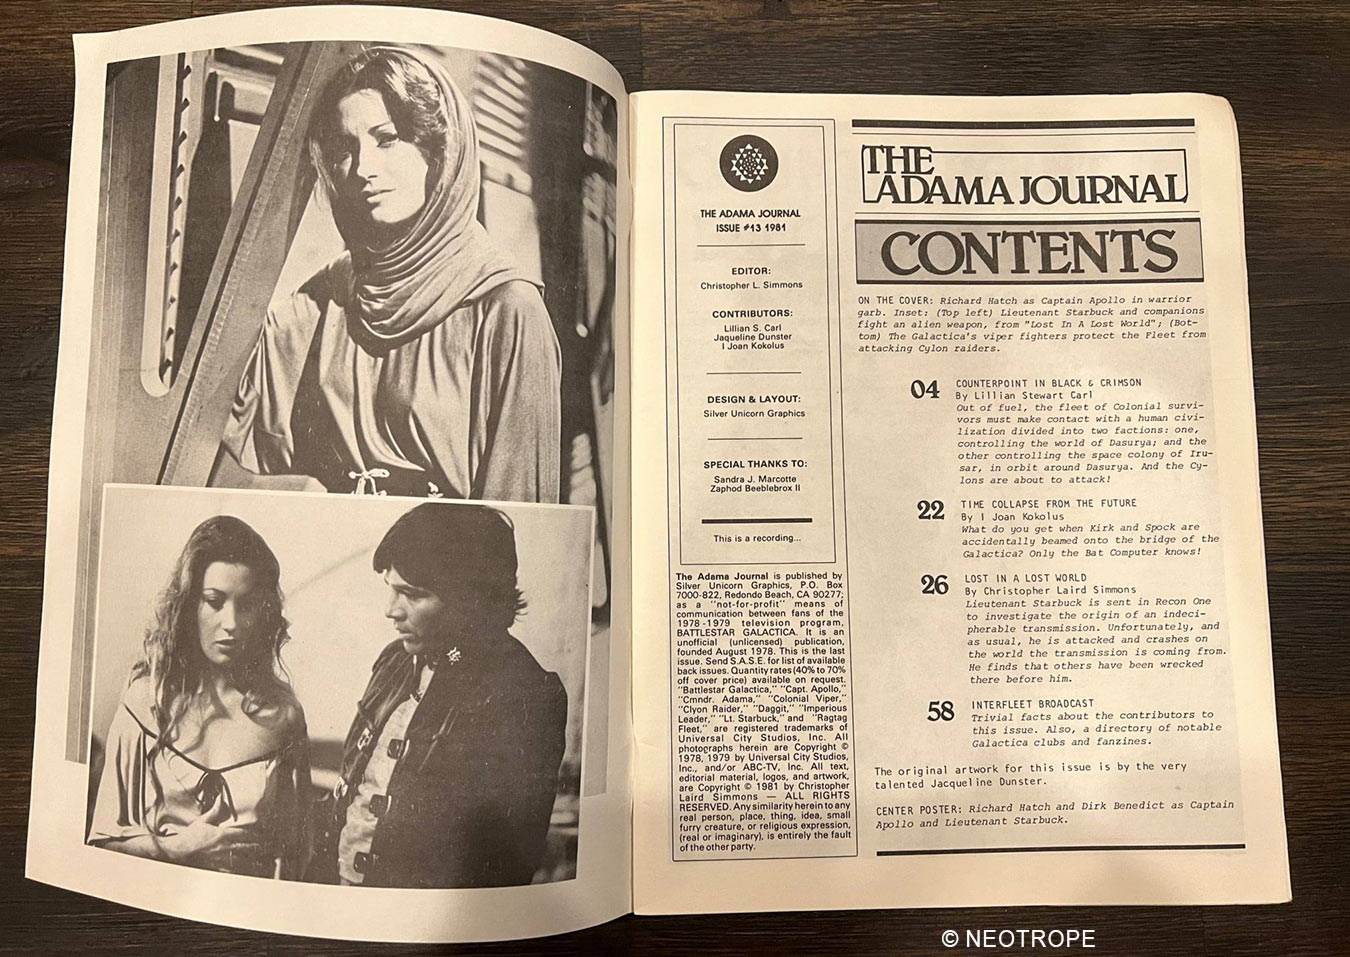 THE ADAMA JOURNAL
ISSUE #13 1981
EDITOR:
Christopher L. Simmons
CONTRIBUTORS:
Lillian S. Carl
Jaqueline Dunster
I Joan Kokolus
DESIGN & LAYOUT:
Silver Unicorn Graphics
SPECIAL THANKS TO:
Sandra J. Marcotte
Zaphod Beeblebrox II
This is a recording...
The Adama Journal is published by
Silver Unicorn Graphics, P.O. Box
7000-822, Redondo Beach, CA 90277;
as a "not-for-profit" means of
communication between fans of the
1978-1979 television program,
BATTLESTAR GALACTICA. It is an
unofficial (unlicensed) publication,
founded August 1978. This is the last
issue. Send S.A.S.E. for list of available
back issues. Quantity rates (40% to 70%
off cover price) available on request.
"Battlestar Galactica," "Capt. Apollo,"
"Cmndr. Adama," "Colonial Viper,"
"Clyon Raider," "Daggit," "Imperious
Leader," "Lt. Starbuck," and "Ragtag
Fleet," are registered trademarks of
Universal City Studios, Inc. All
photographs herein are Copyright ©
1978, 1979 by Universal City Studios,
Inc., and/or ABC-TV, Inc. All text,
editorial material, logos, and artwork,
are Copyright © 1981 by Christopher
Laird Simmons — ALL RIGHTS
RESERVED. Any similarity herein to any
real person, place, thing, idea, small
furry creature, or religious expression,
(real or imaginary), is entirely the fault
of the other party.
THE
ADAMA JOURNAL
CONTENTS
ON THE COVER: Richard Hatch as Captain Apollo in warrior
garb. Inset: (Top left) Lieutenant Starbuck and companions
fight an alien weapon, from "Lost In A Lost World"; (Bot-
tom) The Galactica's viper fighters protect the Fleet from
attacking Cylon raiders.
04 COUNTERPOINT IN BLACK & CRIMSON
By Lillian Stewart Carl
Out of fuel, the fleet of Colonial survi-
vors must make contact with a human civi-
lization divided into two factions: one,
controlling the world of Dasurya; and the
other controlling the space colony of Iru-
sar, in orbit around Dasurya. And the Cy-
lons are about to attack!
22 TIME COLLAPSE FROM THE FUTURE
By I Joan Kokolus
What do you get when Kirk and Spock are
accidentally beamed onto the bridge of the
Galactica? Only the Bat Computer knows!
26 LOST IN A LOST WORLD
By Christopher Laird Simmons
Lieutenant Starbuck is sent in Recon One
to investigate the origin of an indeci-
pherable transmission. Unfortunately, and
as usual, he is attacked and crashes on
the world the transmission is coming from.
He finds that others have been wrecked
there before him.
58 INTERFLEET BROADCAST
Trivial facts about the contributors to
this issue. Also, a directory of notable
Galactica clubs and fanzines.
The original artwork for this issue is by the very
talented Jacqueline Dunster.
CENTER POSTER: Richard Hatch and Dirk Benedict as Captain
Apollo and Lieutenant Starbuck.
© NEOTROPE